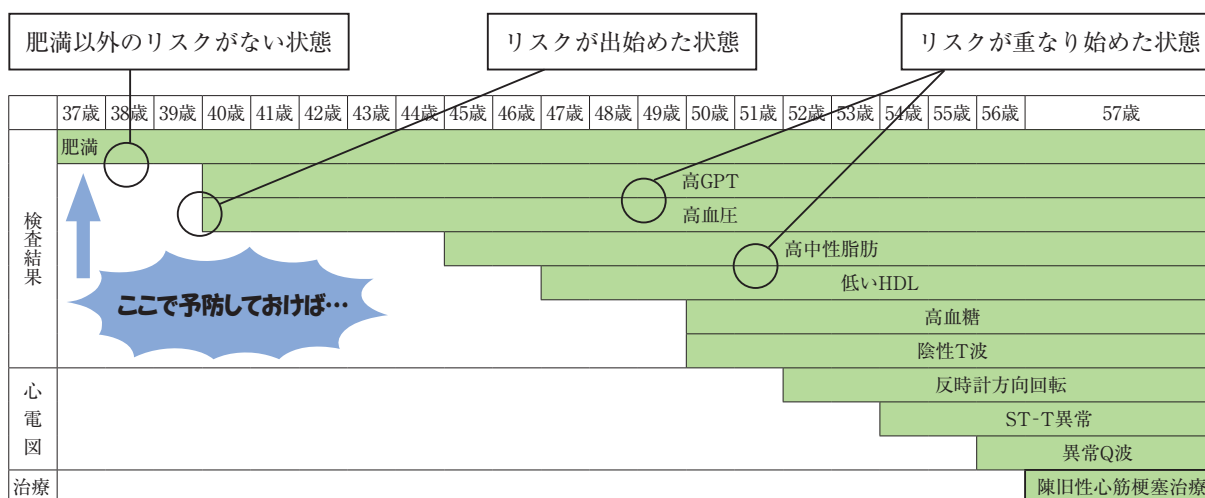 肥満以外のリスクがない状態
リスクが出始めた状態
リスクが重なり始めた状態
37歳 38歳 39歳 40歳 41歳 42歳 43歳 44歳 45歳 46歳 47歳 48歳 49歳 50歳 51歳 52歳 53歳 54歳 55歳 56歳 57歳
検査結果
肥満
高GPT
高血圧
高中性脂肪
低いHDL
高血糖
陰性T波
ここで予防しておけば…
心電図
反時計方向回転
ST-T異常
異常Q波
治療
陳旧性心筋梗塞治療